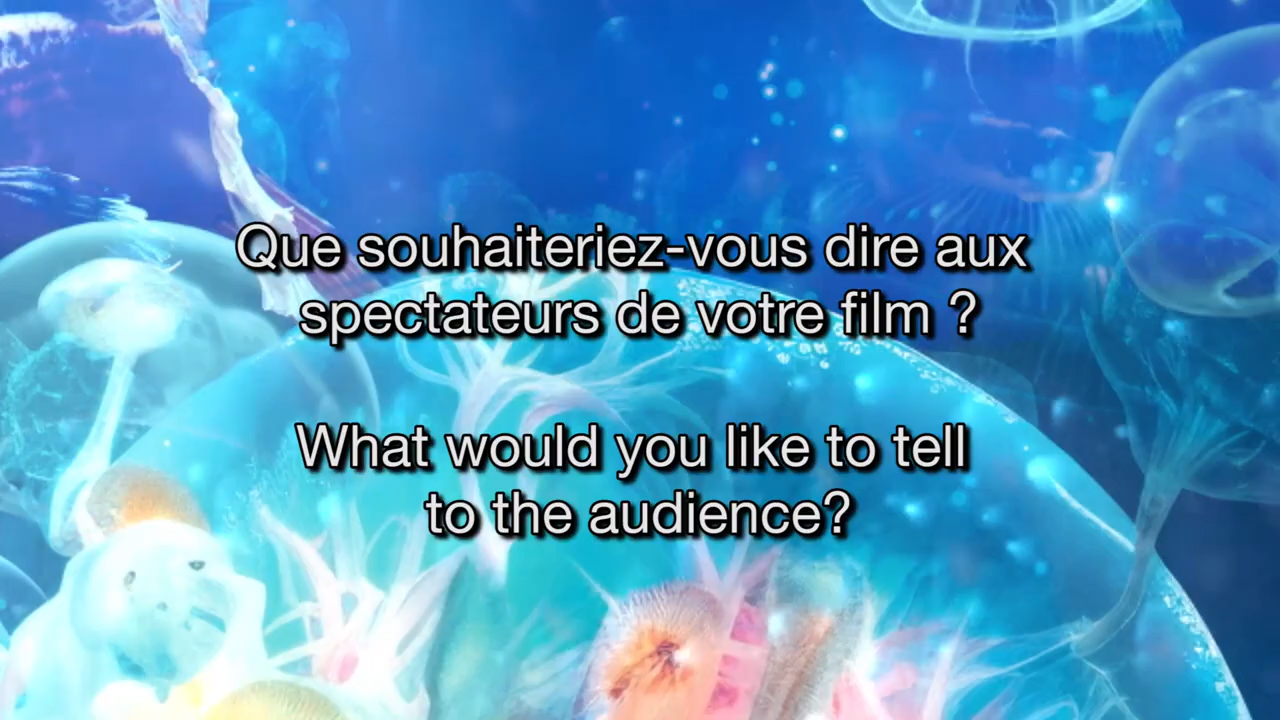 Que souhaiteriez-vous dire aux
spectateurs de votre film ?
What would you like to tell
to the audience?